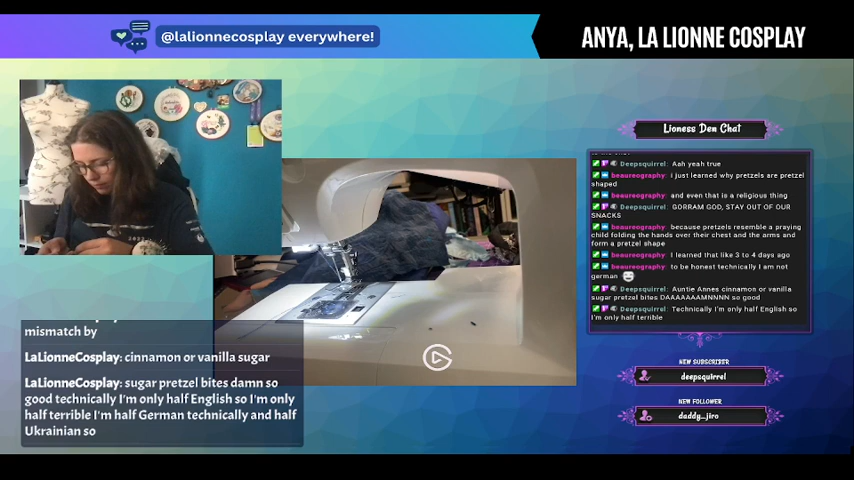 @lalionnecosplay everywhere!
ANYA, LA LIONNE COSPLAY
Lioness Den Chat
Deepsquirrel: Aah yeah true
beaureography: i just learned why pretzels are pretzel
shaped
beaureography: and even that is a religious thing
Deepsquirrel: GORRAM GOD, STAY OUT OF OUR
SNACKS
beaureography: because pretzels resemble a praying
child folding the hands over their chest and the arms and
form a pretzel shape
beaureography: I learned that like 3 to 4 days ago
beaureography: to be honest technically I am not
german
Deepsquirrel: Auntie Annes cinnamon or vanilla
sugar pretzel bites DAAAAAAMNNNN so good
Deepsquirrel: Technically I'm only half English so
I'm only half terrible
mismatch by
LaLionneCosplay: cinnamon or vanilla sugar
LaLionneCosplay: sugar pretzel bites damn so
good technically I'm only half English so I'm only
half terrible I'm half German technically and half
Ukrainian so
NEW SUBSCRIBER
deepsquirrel
NEW FOLLOWER
daddy_jiro